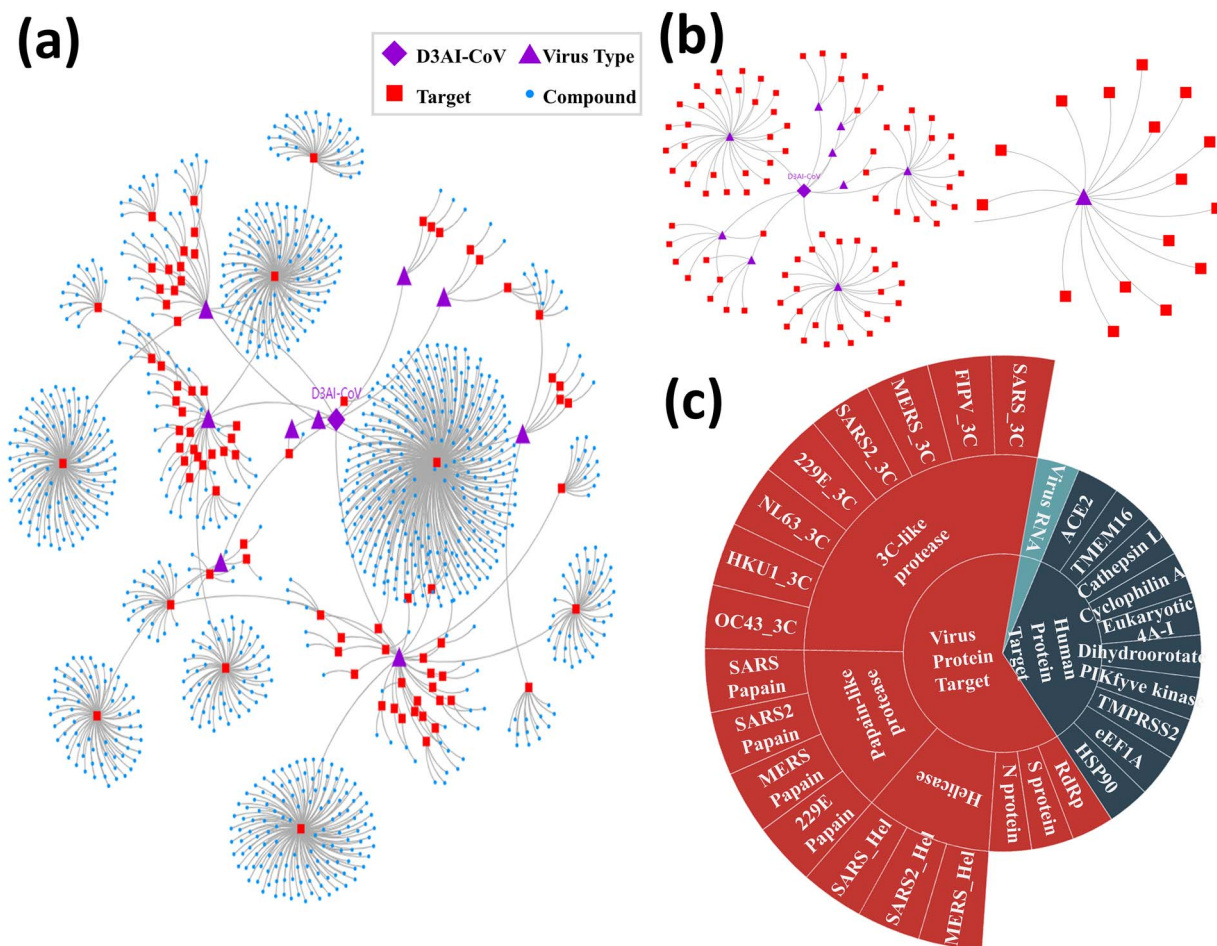 (a)
D3AI-CoV
Virus Type
Target
Compound
D3AI-CoV
(b)
D3AI-CoV
(c)
SARS_3C
FIPV_3C
MERS_3C
SARS2_3C
229E_3C
NL63_3C
HKU1_3C
OC43_3C
SARS
Papain
SARS2
Papain
MERS
Papain
229E
Papain
SARS_Hel
SARS2_Hel
MERS_Hel
3C-like
protease
Papain-like
protease
Helicase
N protein
S protein
RdRp
Virus
Protein
Target
Virus RNA
Human
Protein
Target
ACE2
TMEM16
Cathepsin L
Cyclophilin A
Eukaryotic
4A-I
Dihydroorotate
PIKfyve kinas
TMPRSS2
eEF1A
HSP90